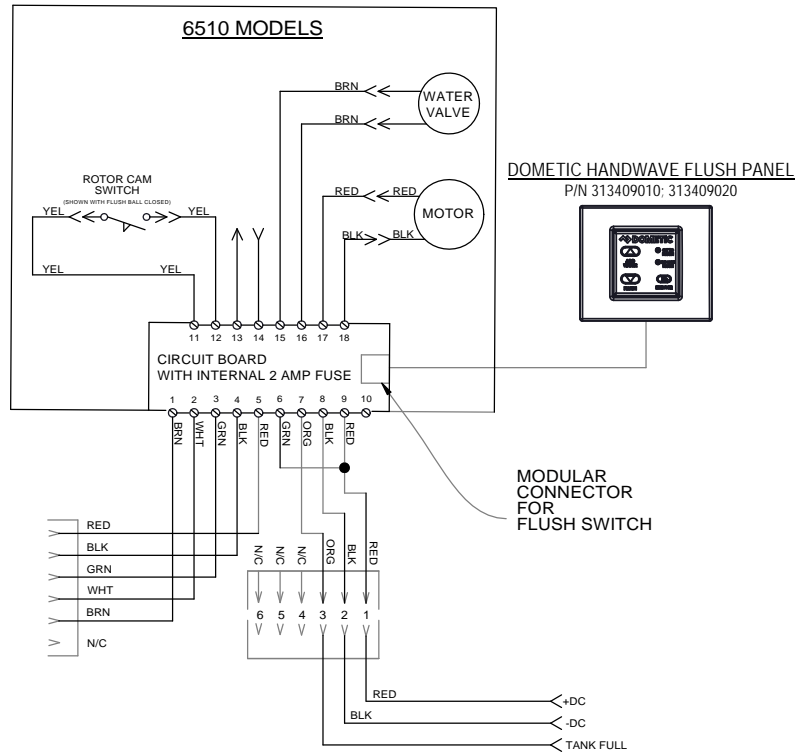 6510 MODELS
BRN
WATER
VALVE
BRN
DOMETIC HANDWAVE FLUSH PANEL
P/N 313409010; 313409020
ROTOR CAM
SWITCH
(SHOWN WITH FLUSH BALL CLOSED)
RED RED
YEL YEL
MOTOR
BLK BLK
DOMETIC
YEL YEL
11 12 13 14 15 16 17 18
CIRCUIT BOARD
WITH INTERNAL 2 AMP FUSE
1 2 3 4 5 6 7 8 9 10
BRN WHT GRN BLK RED GRN ORG BLK RED
MODULAR
CONNECTOR
FOR
FLUSH SWITCH
RED
BLK
GRN
WHT
BRN
N/C
N/C N/C N/C ORG BLK RED
6 5 4 3 2 1
RED +DC
BLK -DC
TANK FULL